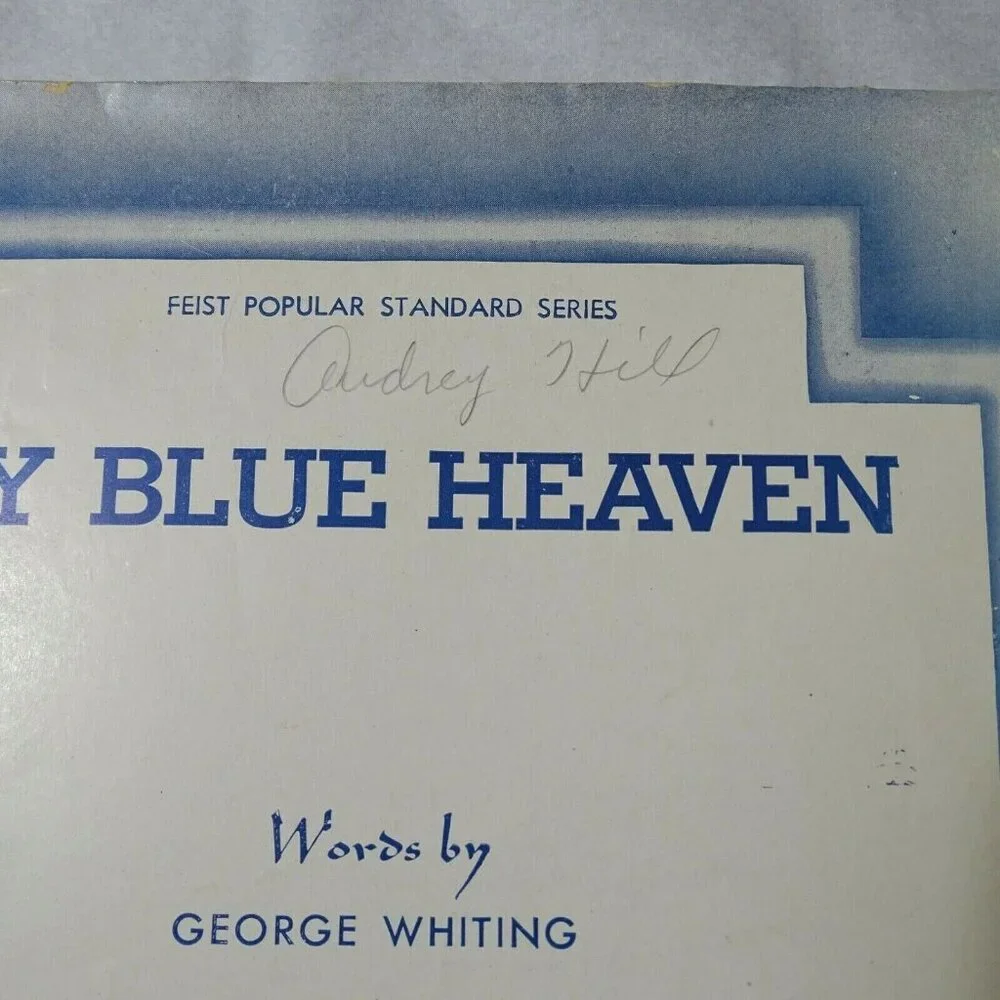 FEIST POPULAR STANDARD SERIES
Audrey Hill
Y BLUE HEAVEN
Words by
GEORGE WHITING